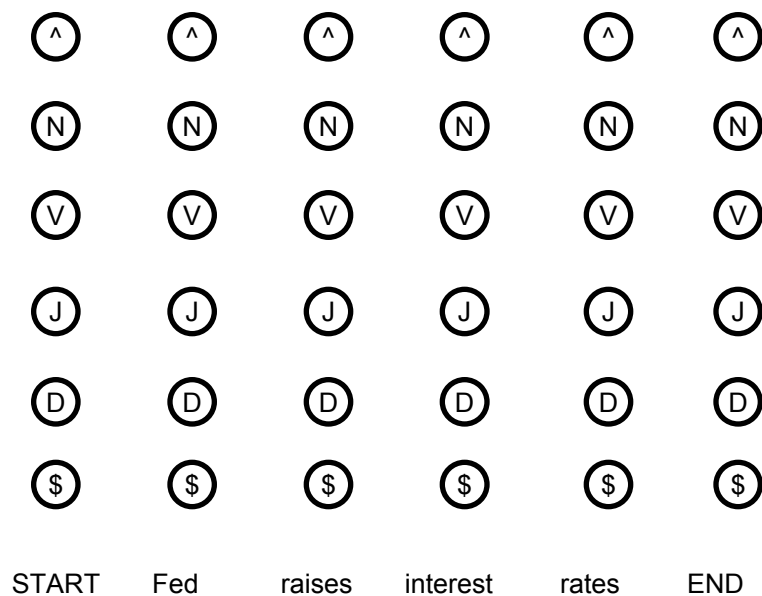 ^ ^ ^ ^ ^ ^
N N N N N N
V V V V V V
J J J J J J
D D D D D D
$ $ $ $ $ $
START Fed raises interest rates END